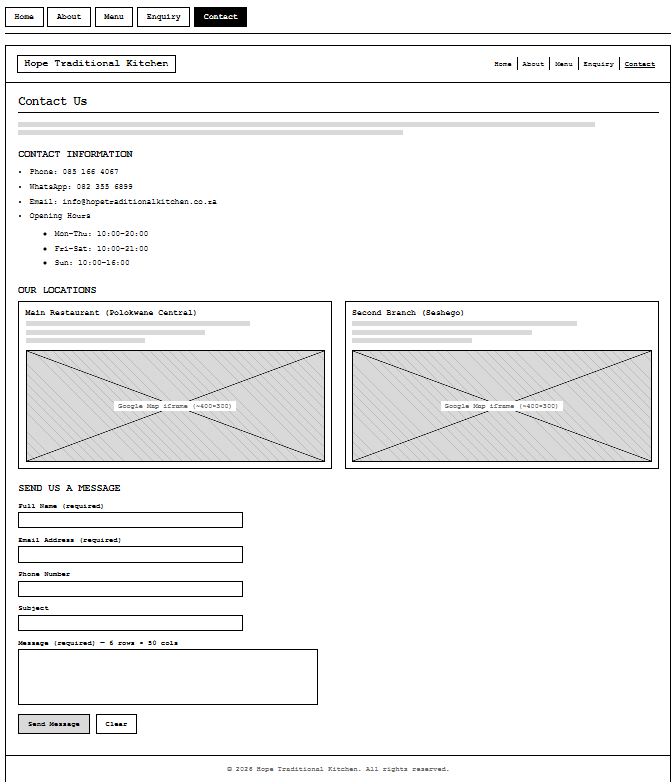 Home About Menu Enquiry Contact
Hope Traditional Kitchen
Home About Menu Enquiry Contact
Contact Us
CONTACT INFORMATION
• Phone: 085 166 4067
• WhatsApp: 082 355 6899
• Email: info@hopetraditionalkitchen.co.za
• Opening Hours
• Mon-Thu: 10:00-20:00
• Fri-Sat: 10:00-21:00
• Sun: 10:00-16:00
OUR LOCATIONS
Main Restaurant (Polokwane Central)
Google Map iframe (~400×300)
Second Branch (Seshego)
Google Map iframe (~400×300)
SEND US A MESSAGE
Full Name (required)
Email Address (required)
Phone Number
Subject
Message (required) — 6 rows × 50 cols
Send Message Clear
© 2026 Hope Traditional Kitchen. All rights reserved.